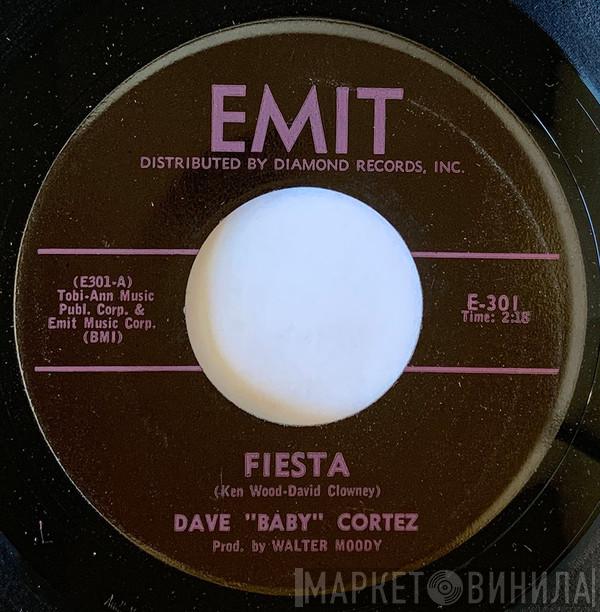 EMIT
DISTRIBUTED BY DIAMOND RECORDS, INC.
(E301-A)
Tobi-Ann Music
Publ. Corp. &
Emit Music Corp.
(BMI)
E-301
Time: 2:18
FIESTA
(Ken Wood-David Clowney)
DAVE "BABY" CORTEZ
Prod. by WALTER MOODY
МАРКЕТ ВИНИЛА